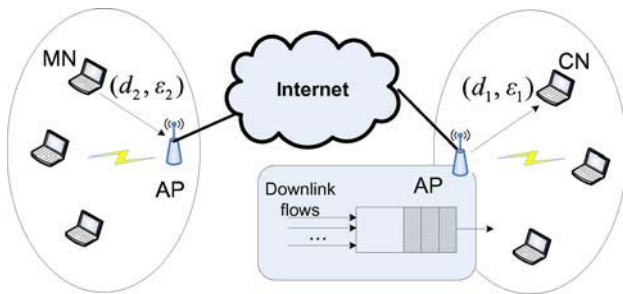 MN
(d₂, ε₂)
AP
Internet
(d₁, ε₁)
CN
AP
Downlink
flows
...